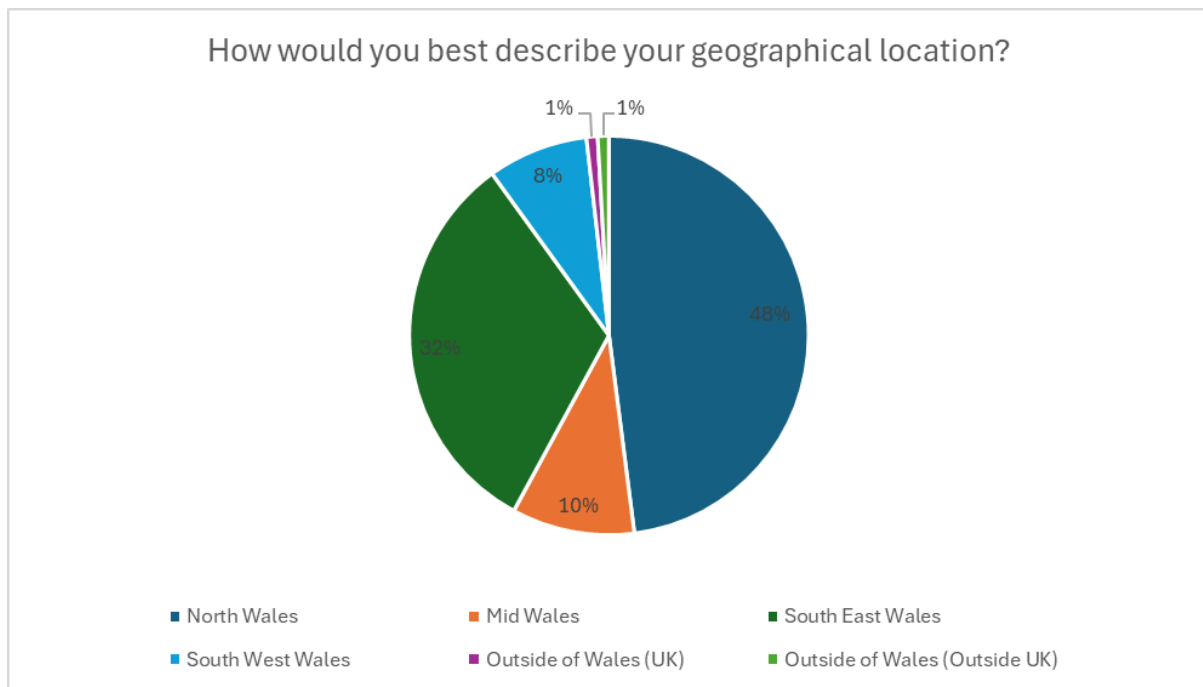 How would you best describe your geographical location?
1% 1%
8%
48%
32%
10%
North Wales Mid Wales South East Wales
South West Wales Outside of Wales (UK) Outside of Wales (Outside UK)